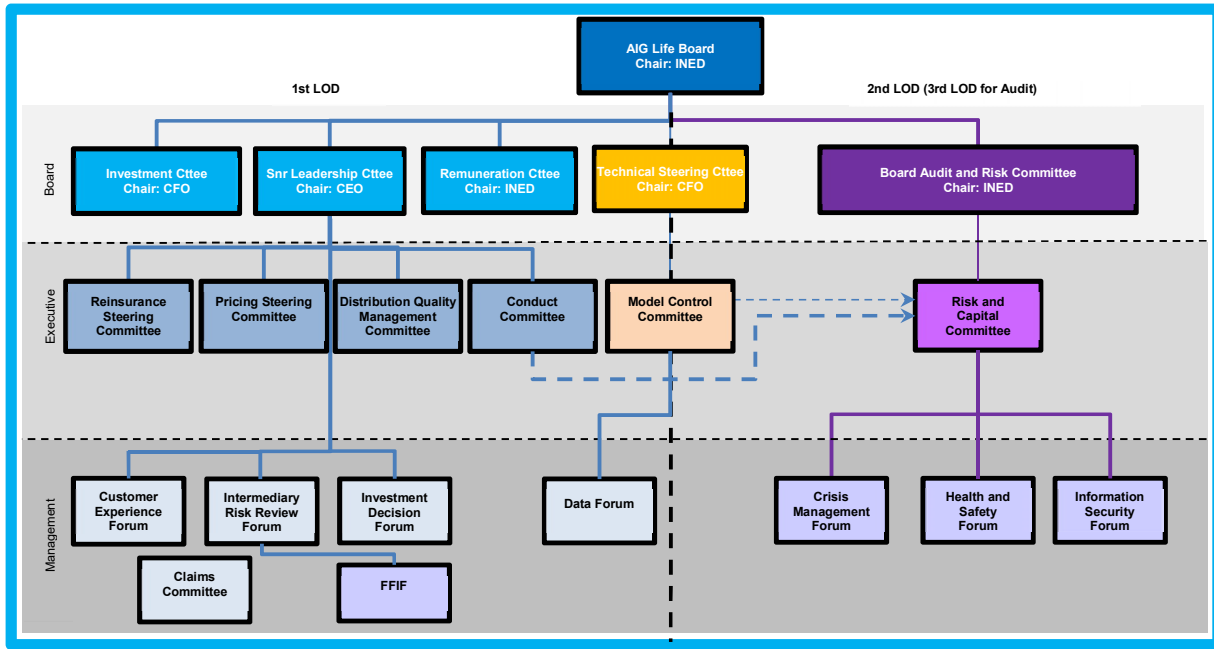 AIG Life Board
Chair: INED
1st LOD
2nd LOD (3rd LOD for Audit)
Board
Investment Cttee
Chair: CFO
Snr Leadership Cttee
Chair: CEO
Remuneration Cttee
Chair: INED
Technical Steering Cttee
Chair: CFO
Board Audit and Risk Committee
Chair: INED
Executive
Reinsurance
Steering
Committee
Pricing Steering
Committee
Distribution Quality
Management
Committee
Conduct
Committee
Model Control
Committee
Risk and
Capital
Committee
Management
Customer
Experience
Forum
Intermediary
Risk Review
Forum
Investment
Decision
Forum
Data Forum
Crisis
Management
Forum
Health and
Safety
Forum
Information
Security
Forum
Claims
Committee
FFIF